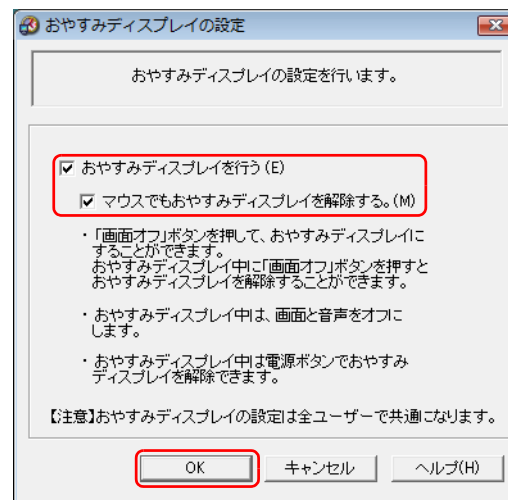 おやすみディスプレイの設定
おやすみディスプレイの設定を行います。
おやすみディスプレイを行う(E)
マウスでもおやすみディスプレイを解除する。(M)
・「画面オフ」ボタンを押して、おやすみディスプレイに
することができます。
おやすみディスプレイ中に「画面オフ」ボタンを押すと
おやすみディスプレイを解除することができます。
・おやすみディスプレイ中は、画面と音声をオフに
します。
・おやすみディスプレイ中は電源ボタンでおやすみ
ディスプレイを解除できます。
【注意】おやすみディスプレイの設定は全ユーザーで共通になります。
OK キャンセル ヘルプ(H)